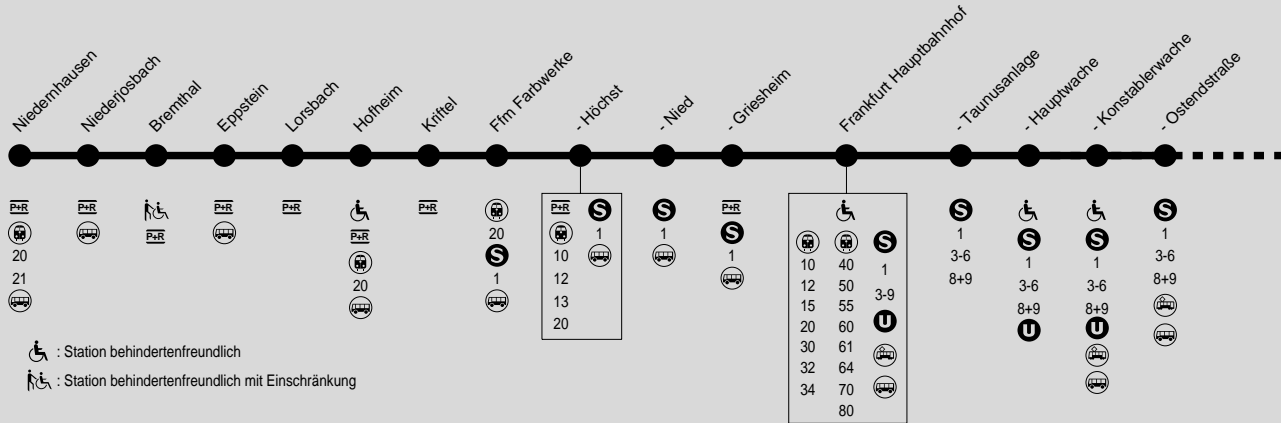 Niedernhausen
Niederjosbach
Bremthal
Eppstein
Lorsbach
Hofheim
Kriftel
Ffm Farbwerke
- Höchst
- Nied
- Griesheim
Frankfurt Hauptbahnhof
- Taunusanlage
- Hauptwache
- Konstablerwache
- Ostendstraße
P+R
20
21
P+R
P+R
P+R
P+R
P+R
20
P+R
20
S
1
P+R
10
12
13
20
S
1
S
1
P+R
S
1
10
12
15
20
30
32
34
40
50
55
60
61
64
70
80
S
1
3-9
U
S
1
3-6
8+9
S
1
3-6
8+9
U
S
1
3-6
8+9
U
S
1
3-6
8+9
: Station behindertenfreundlich
: Station behindertenfreundlich mit Einschränkung